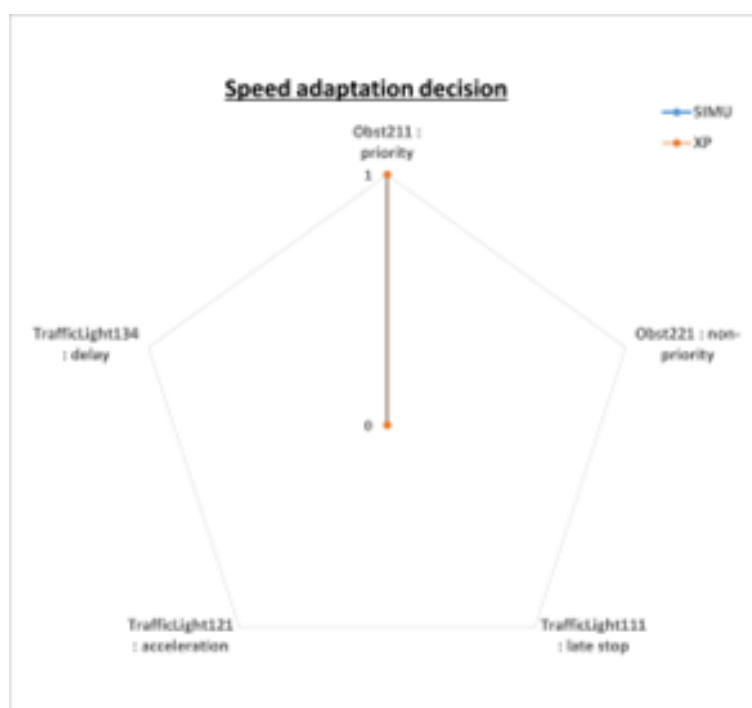 Speed adaptation decision
SIMU
XP
Obst211 :
priority
1
TrafficLight134
: delay
Obst221 : non-
priority
0
TrafficLight121
: acceleration
TrafficLight111
: late stop